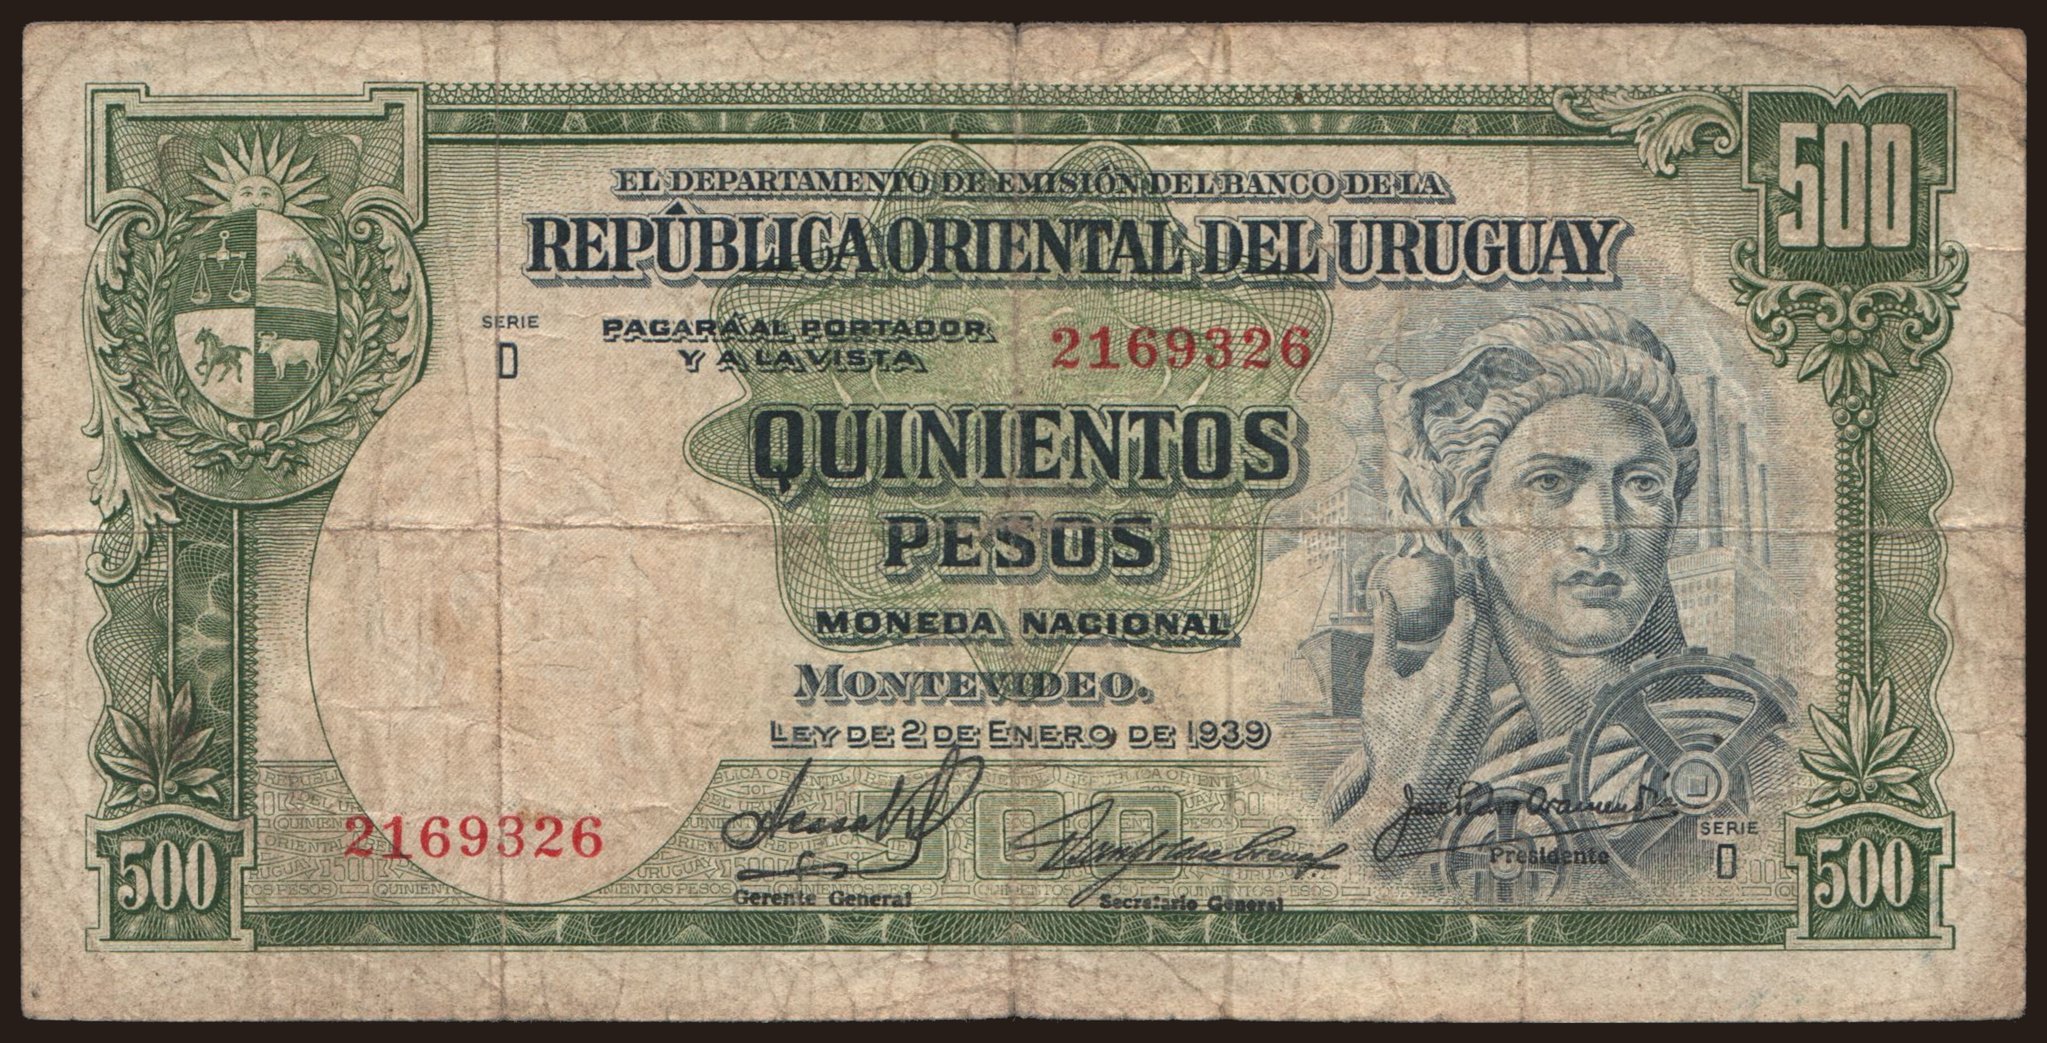 500
EL DEPARTAMENTO DE EMISIÓN DEL BANCO DE LA
REPÚBLICA ORIENTAL DEL URUGUAY
SERIE
D
PAGARÁ AL PORTADOR
Y A LA VISTA
2169326
QUINIENTOS
PESOS
MONEDA NACIONAL
MONTEVIDEO.
LEY DE 2 DE ENERO DE 1939
2169326
500
500
Gerente General
Secretario General
Presidente
SERIE
D
500